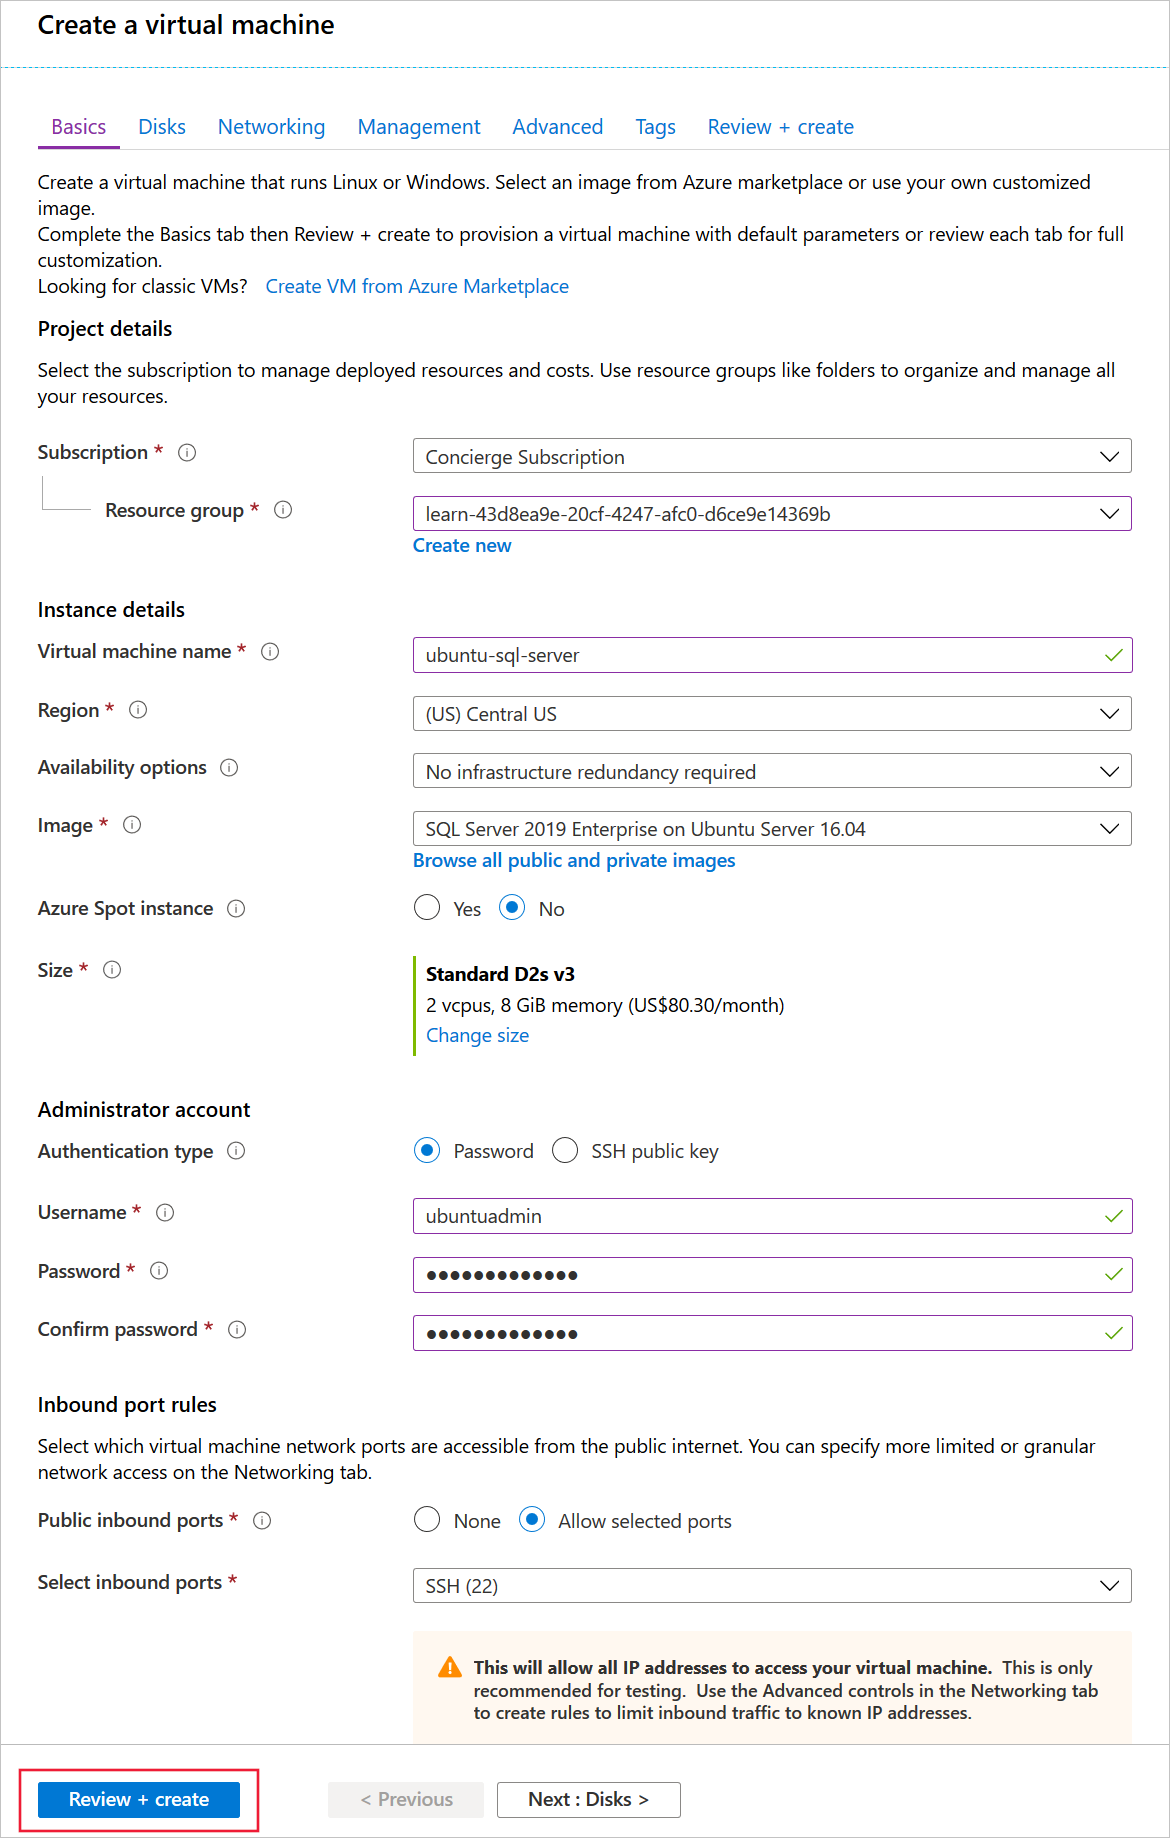 Create a virtual machine
Basics Disks Networking Management Advanced Tags Review + create
Create a virtual machine that runs Linux or Windows. Select an image from Azure marketplace or use your own customized
image.
Complete the Basics tab then Review + create to provision a virtual machine with default parameters or review each tab for full
customization.
Looking for classic VMs? Create VM from Azure Marketplace
Project details
Select the subscription to manage deployed resources and costs. Use resource groups like folders to organize and manage all
your resources.
Subscription * Concierge Subscription
Resource group * learn-43d8ea9e-20cf-4247-afc0-d6ce9e14369b
Create new
Instance details
Virtual machine name * ubuntu-sql-server
Region * (US) Central US
Availability options No infrastructure redundancy required
Image * SQL Server 2019 Enterprise on Ubuntu Server 16.04
Browse all public and private images
Azure Spot instance Yes No
Size * Standard D2s v3
2 vcpus, 8 GiB memory (US$80.30/month)
Change size
Administrator account
Authentication type Password SSH public key
Username * ubuntuadmin
Password * ●●●●●●●●●●●●●
Confirm password * ●●●●●●●●●●●●●
Inbound port rules
Select which virtual machine network ports are accessible from the public internet. You can specify more limited or granular
network access on the Networking tab.
Public inbound ports * None Allow selected ports
Select inbound ports * SSH (22)
This will allow all IP addresses to access your virtual machine. This is only
recommended for testing. Use the Advanced controls in the Networking tab
to create rules to limit inbound traffic to known IP addresses.
Review + create < Previous Next : Disks >